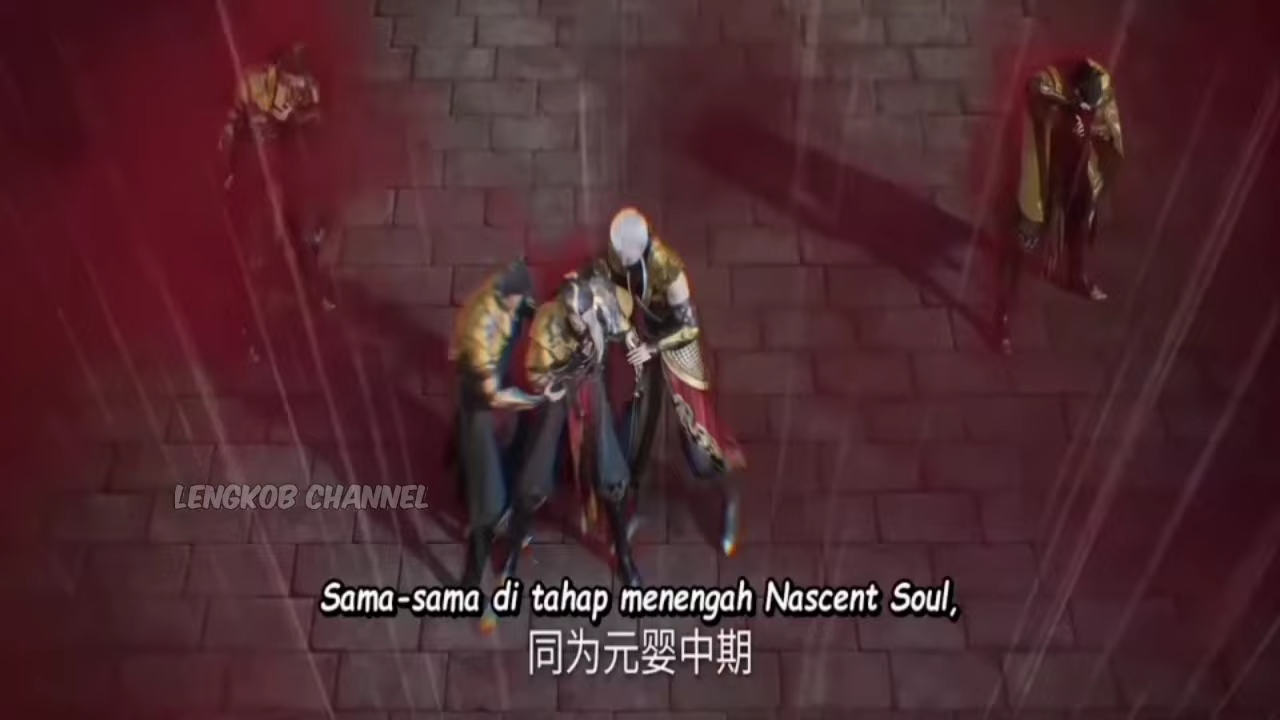 LENGKOB CHANNEL
Sama-sama di tahap menengah Nascent Soul,
同为元婴中期